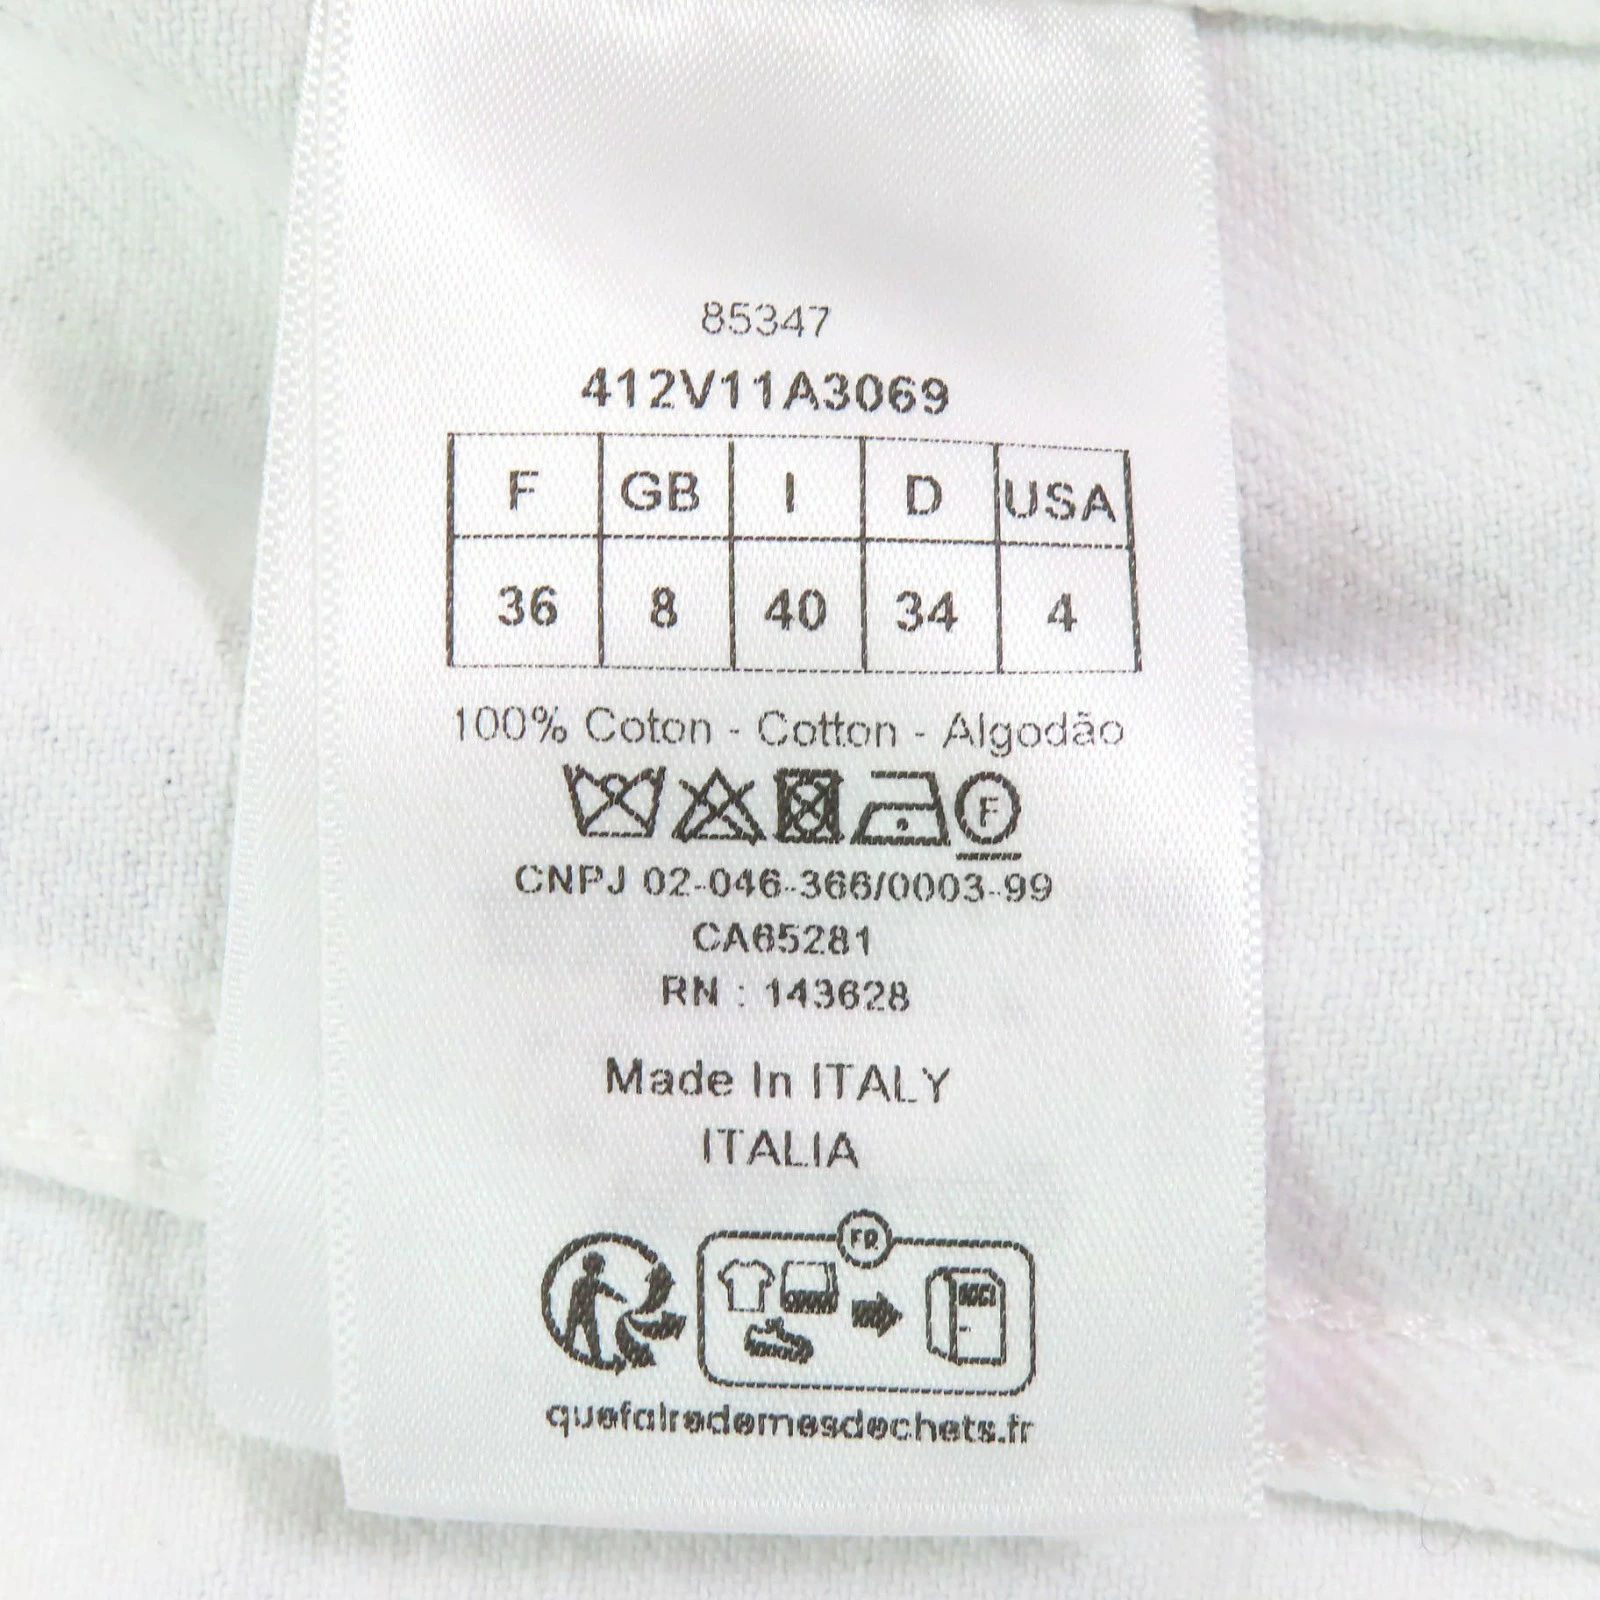 85347
412V11A3069
F GB I D USA
36 8 40 34 4
100% Coton - Cotton - Algodão
F
CNPJ 02-046-366/0003-99
CA65281
RN : 143628
Made In ITALY
ITALIA
FR
quefairedemesdechets.fr